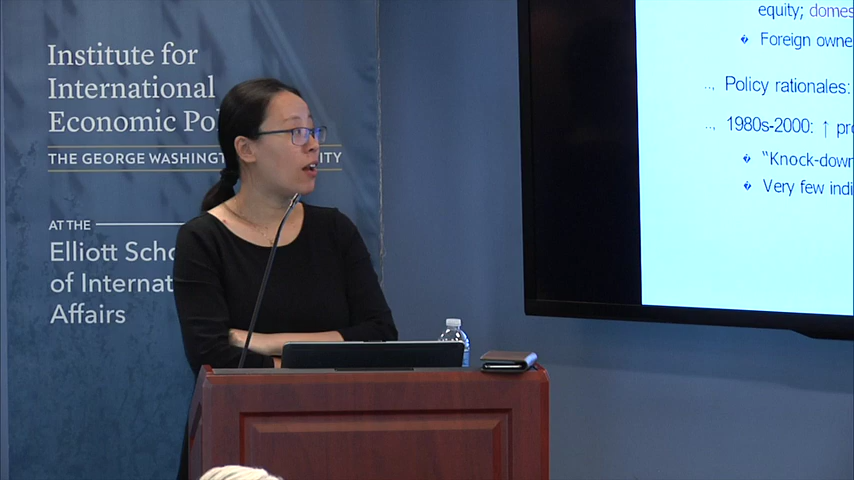 Institute for
International
Economic Pol
THE GEORGE WASHINGT ITY
AT THE
Elliott Scho
of Internat
Affairs
equity; domes
Foreign owne
Policy rationales:
1980s-2000: ↑ pro
"Knock-down
Very few indi